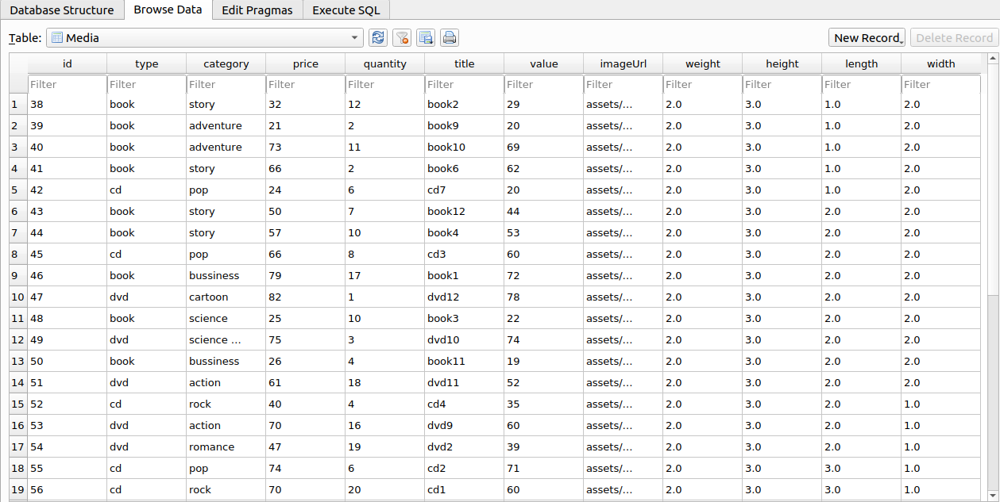 Database Structure Browse Data Edit Pragmas Execute SQL
Table: Media New Record Delete Record
id type category price quantity title value imageUrl weight height length width
Filter Filter Filter Filter Filter Filter Filter Filter Filter Filter Filter Filter
1 38 book story 32 12 book2 29 assets/... 2.0 3.0 1.0 2.0
2 39 book adventure 21 2 book9 20 assets/... 2.0 3.0 1.0 2.0
3 40 book adventure 73 11 book10 69 assets/... 2.0 3.0 1.0 2.0
4 41 book story 66 2 book6 62 assets/... 2.0 3.0 1.0 2.0
5 42 cd pop 24 6 cd7 20 assets/... 2.0 3.0 1.0 2.0
6 43 book story 50 7 book12 44 assets/... 2.0 3.0 2.0 2.0
7 44 book story 57 10 book4 53 assets/... 2.0 3.0 2.0 2.0
8 45 cd pop 66 8 cd3 60 assets/... 2.0 3.0 2.0 2.0
9 46 book bussiness 79 17 book1 72 assets/... 2.0 3.0 2.0 2.0
10 47 dvd cartoon 82 1 dvd12 78 assets/... 2.0 3.0 2.0 2.0
11 48 book science 25 10 book3 22 assets/... 2.0 3.0 2.0 2.0
12 49 dvd science ... 75 3 dvd10 74 assets/... 2.0 3.0 2.0 2.0
13 50 book bussiness 26 4 book11 19 assets/... 2.0 3.0 2.0 2.0
14 51 dvd action 61 18 dvd11 52 assets/... 2.0 3.0 2.0 2.0
15 52 cd rock 40 4 cd4 35 assets/... 2.0 3.0 2.0 1.0
16 53 dvd action 70 16 dvd9 60 assets/... 2.0 3.0 2.0 1.0
17 54 dvd romance 47 19 dvd2 39 assets/... 2.0 3.0 2.0 1.0
18 55 cd pop 74 6 cd2 71 assets/... 2.0 3.0 3.0 1.0
19 56 cd rock 70 20 cd1 60 assets/... 2.0 3.0 3.0 1.0